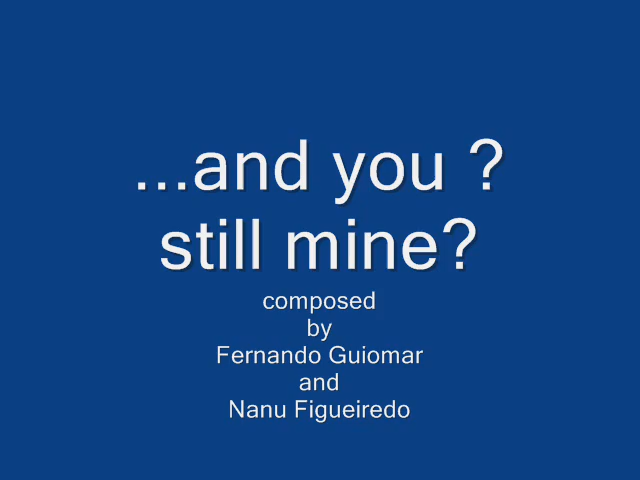 ...and you ?
still mine?
composed
by
Fernando Guiomar
and
Nanu Figueiredo